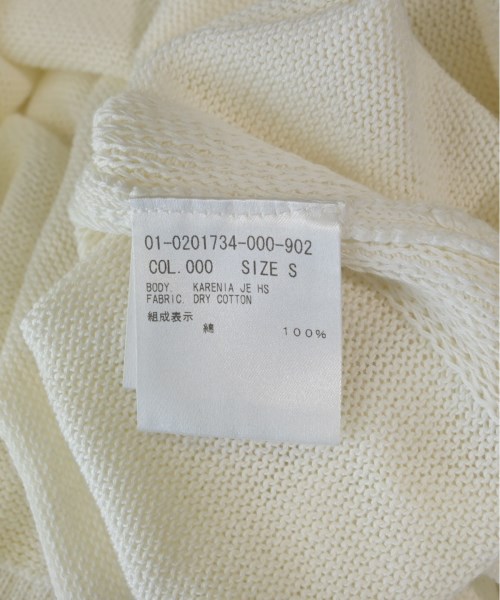 01-0201734-000-902
COL.000 SIZE S
BODY. KARENIA JE HS
FABRIC. DRY COTTON
組成表示
綿 100%